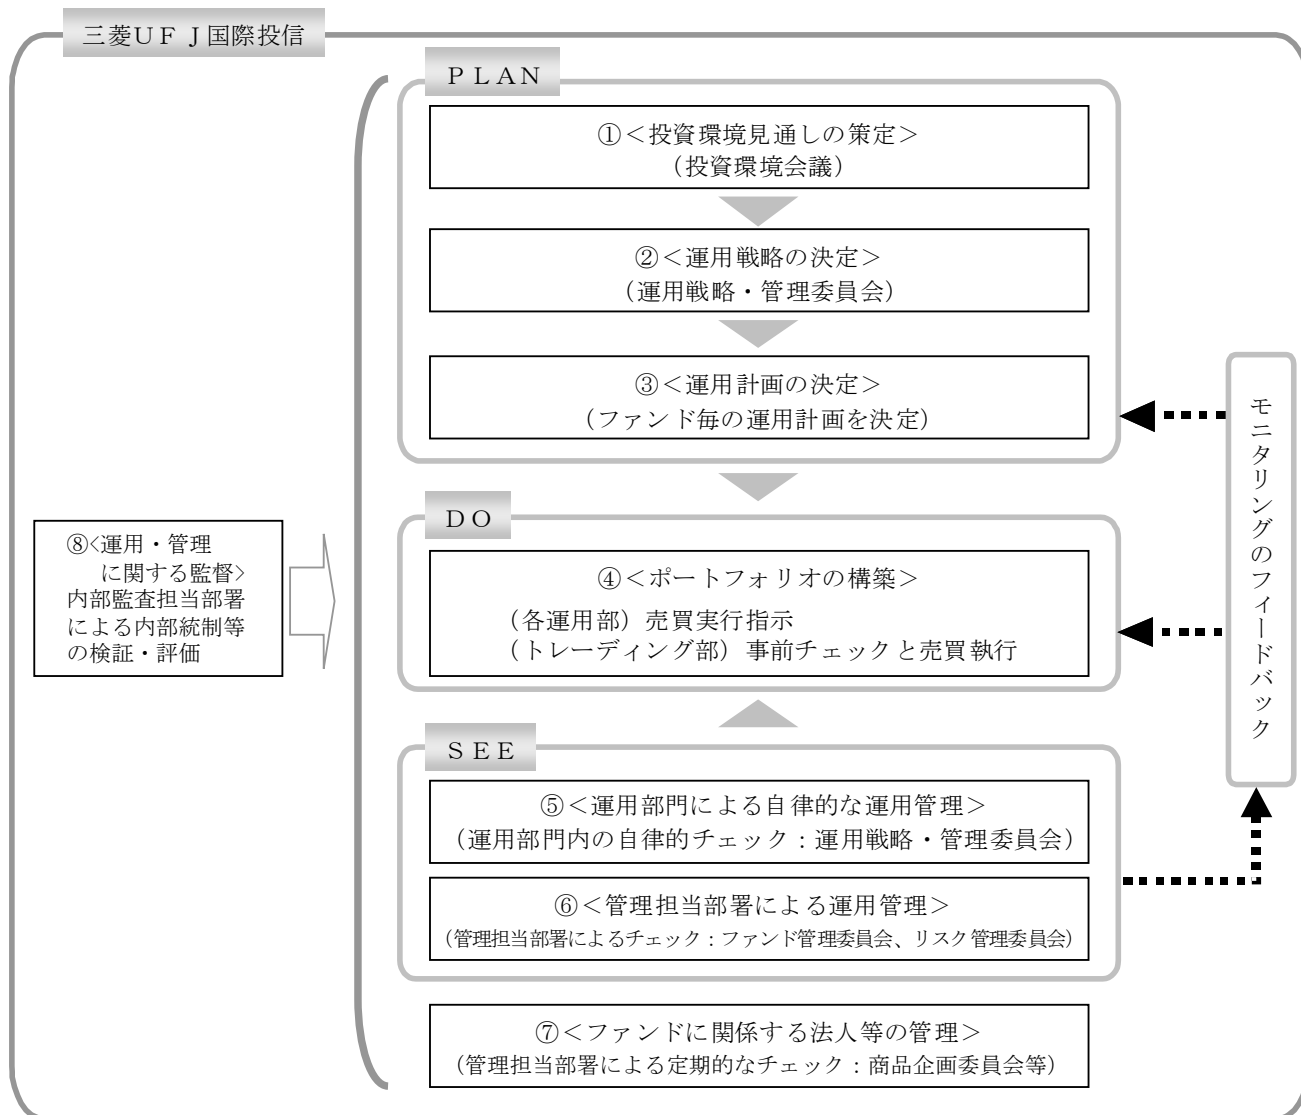 三菱ＵＦＪ国際投信
ＰＬＡＮ
①＜投資環境見通しの策定＞
（投資環境会議）
②＜運用戦略の決定＞
（運用戦略・管理委員会）
③＜運用計画の決定＞
（ファンド毎の運用計画を決定）
ＤＯ
④＜ポートフォリオの構築＞
（各運用部）売買実行指示
（トレーディング部）事前チェックと売買執行
ＳＥＥ
⑤＜運用部門による自律的な運用管理＞
（運用部門内の自律的チェック：運用戦略・管理委員会）
⑥＜管理担当部署による運用管理＞
（管理担当部署によるチェック：ファンド管理委員会、リスク管理委員会）
⑦＜ファンドに関係する法人等の管理＞
（管理担当部署による定期的なチェック：商品企画委員会等）
⑧<運用・管理
に関する監督>
内部監査担当部署
による内部統制等
の検証・評価
モニタリングのフィードバック